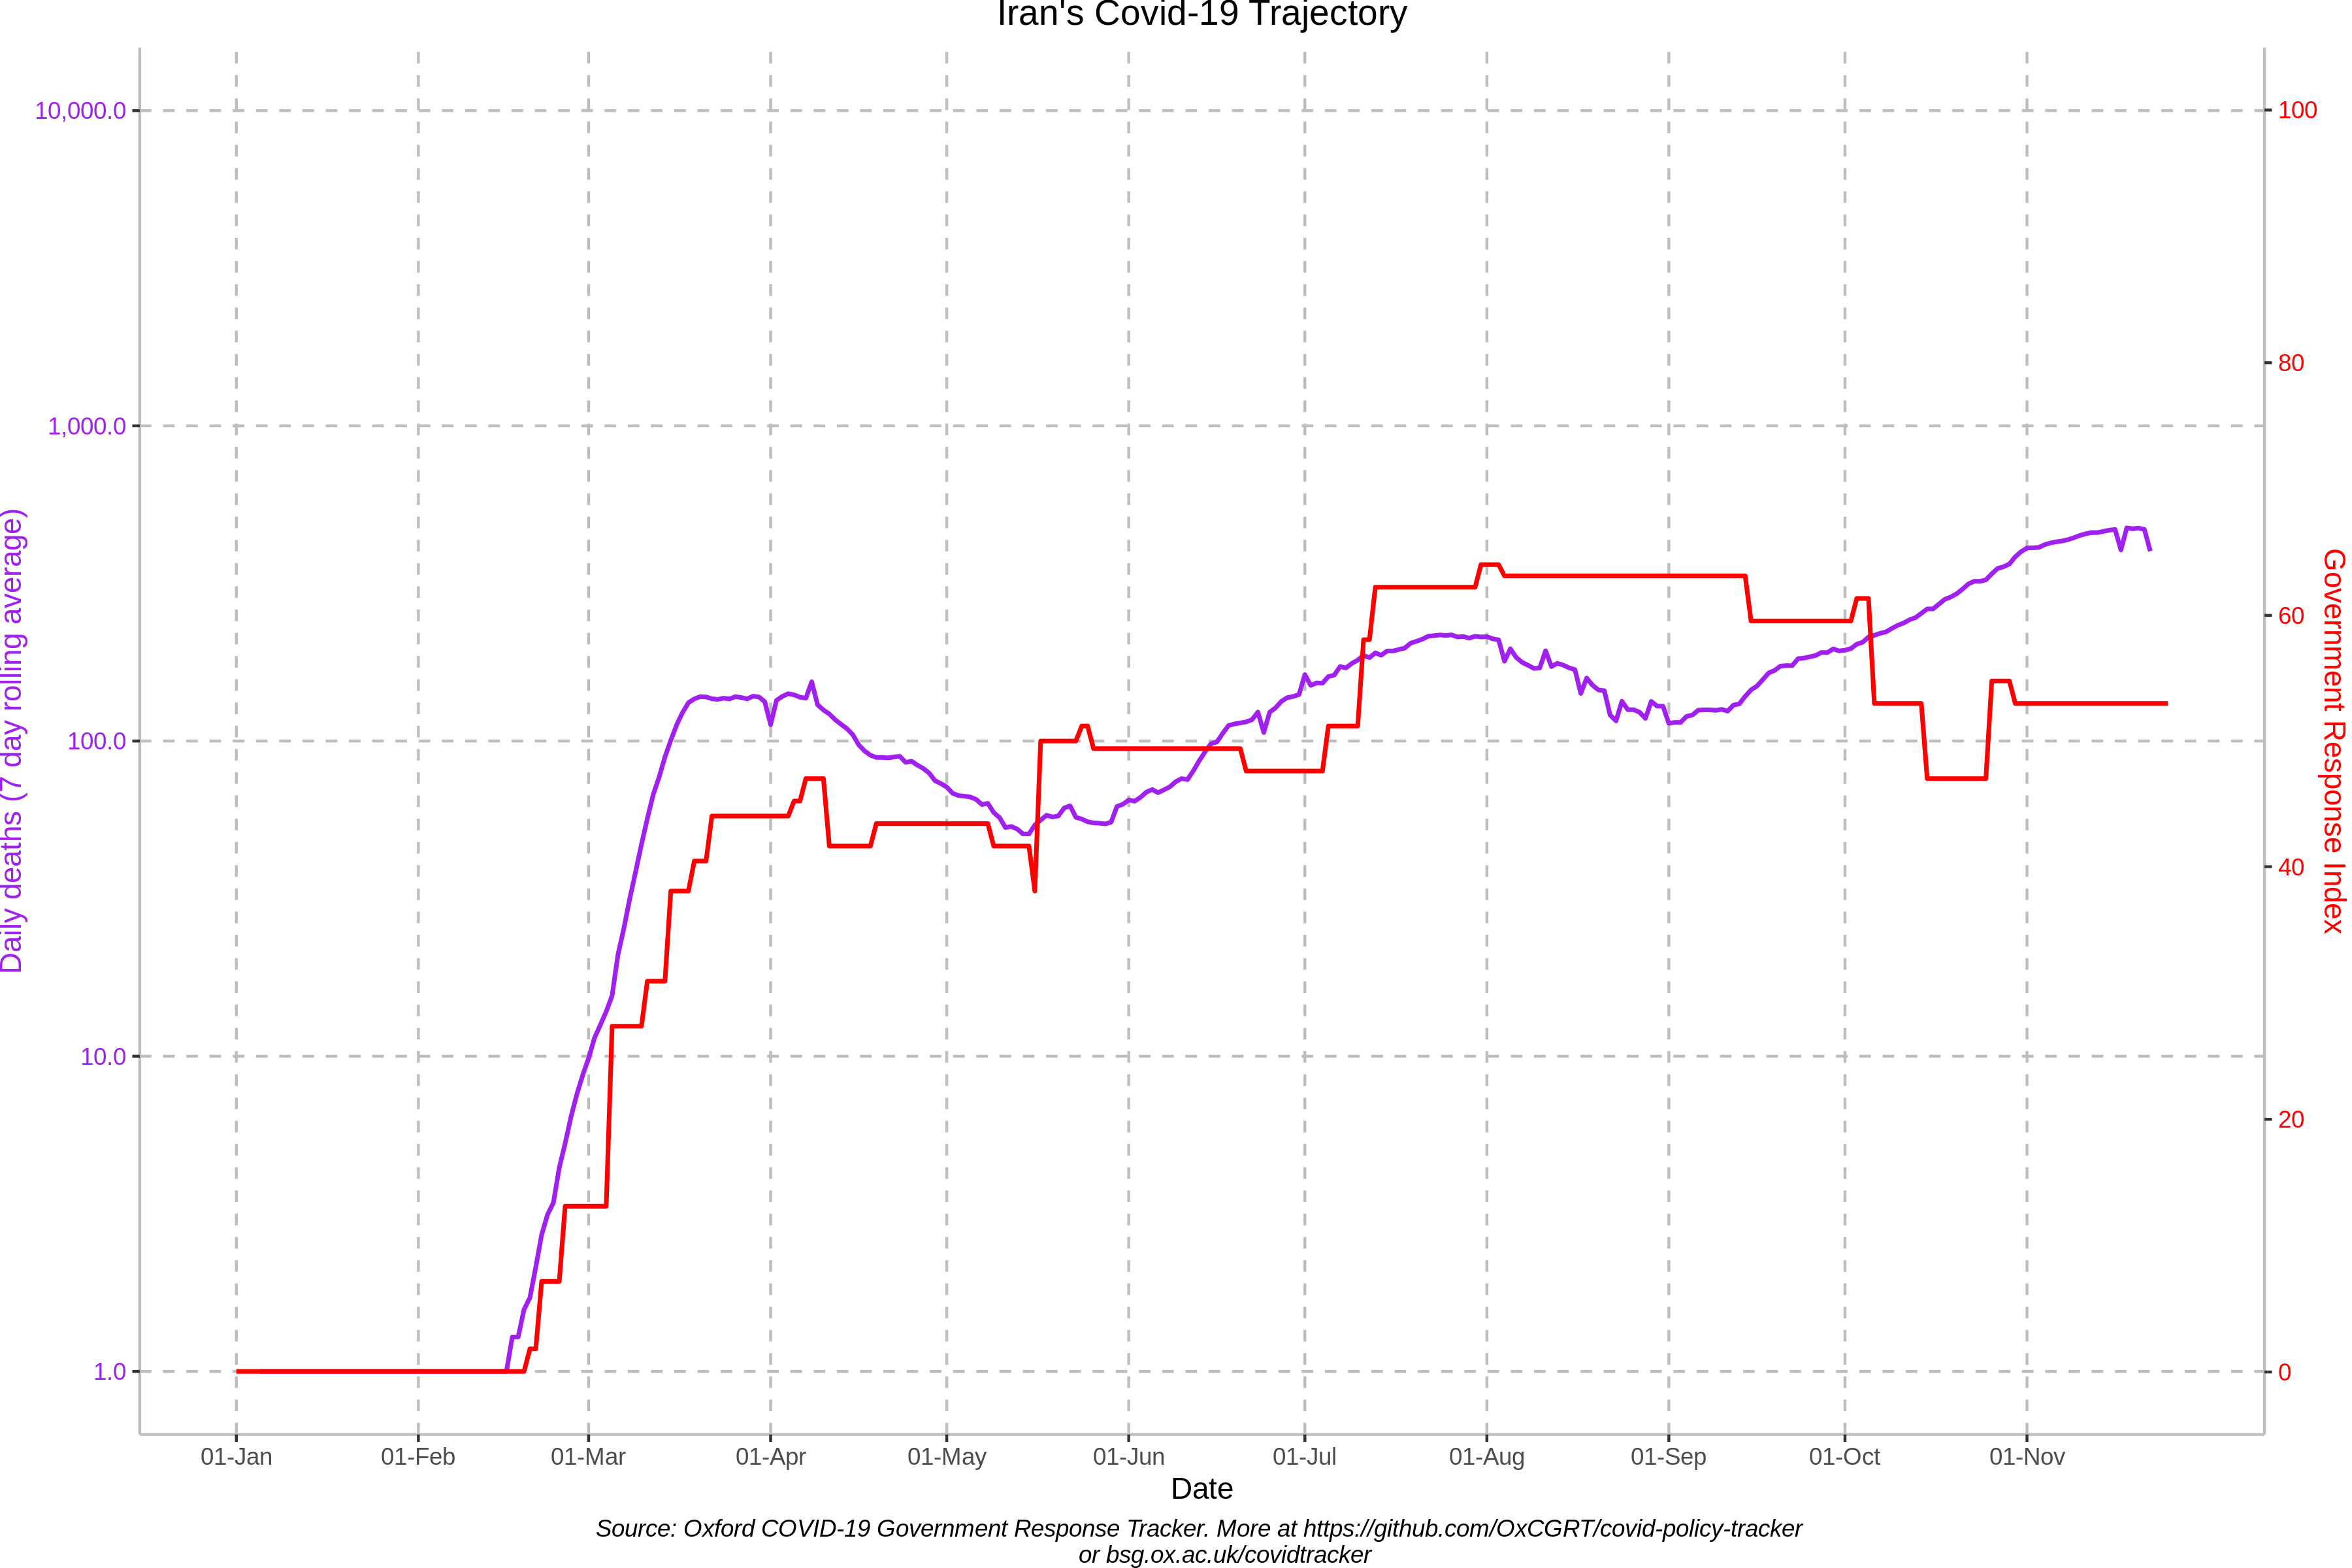 Iran's Covid-19 Trajectory
Daily deaths (7 day rolling average)
10,000.0
1,000.0
100.0
10.0
1.0
100
80
60
40
20
0
Government Response Index
01-Jan
01-Feb
01-Mar
01-Apr
01-May
01-Jun
01-Jul
01-Aug
01-Sep
01-Oct
01-Nov
Date
Source: Oxford COVID-19 Government Response Tracker. More at https://github.com/OxCGRT/covid-policy-tracker
or bsg.ox.ac.uk/covidtracker